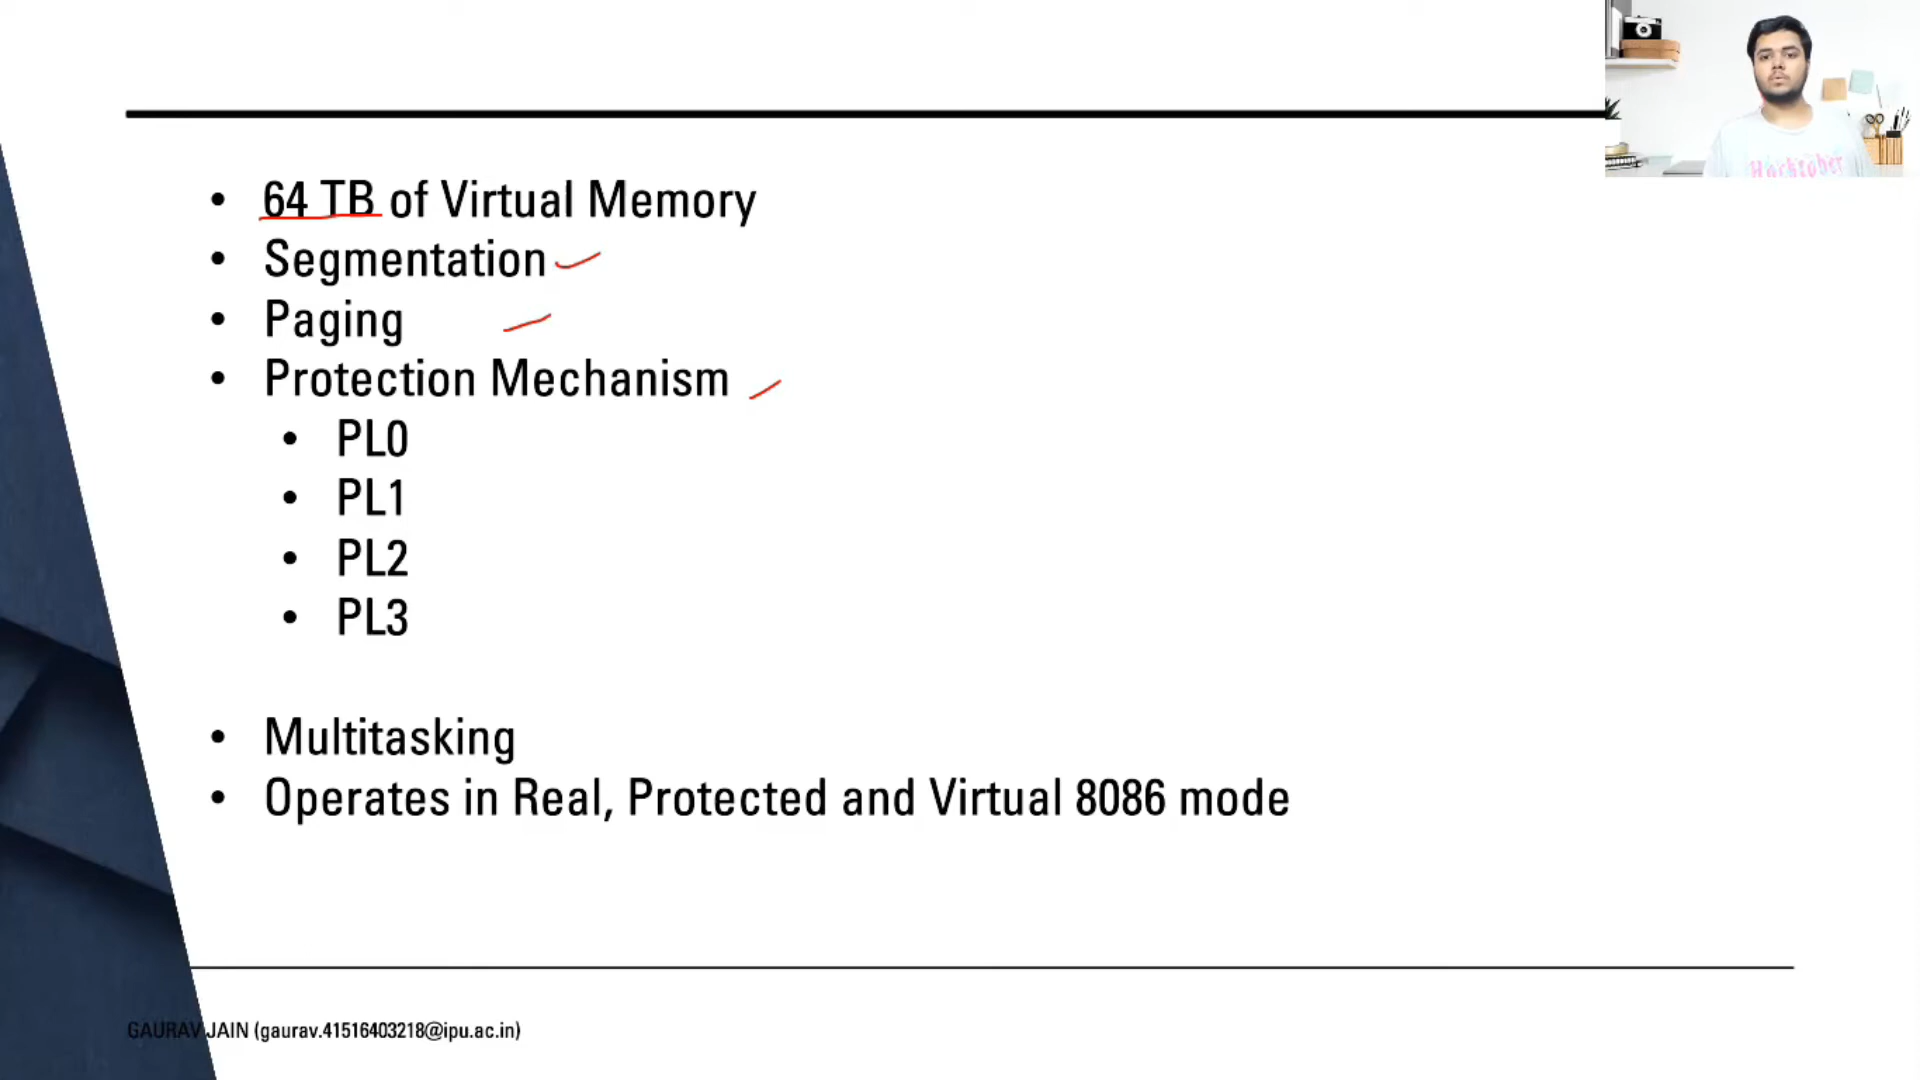 • 64 TB of Virtual Memory
• Segmentation
• Paging
• Protection Mechanism
• PL0
• PL1
• PL2
• PL3
• Multitasking
• Operates in Real, Protected and Virtual 8086 mode
GAURAV JAIN (gaurav.41516403218@ipu.ac.in)